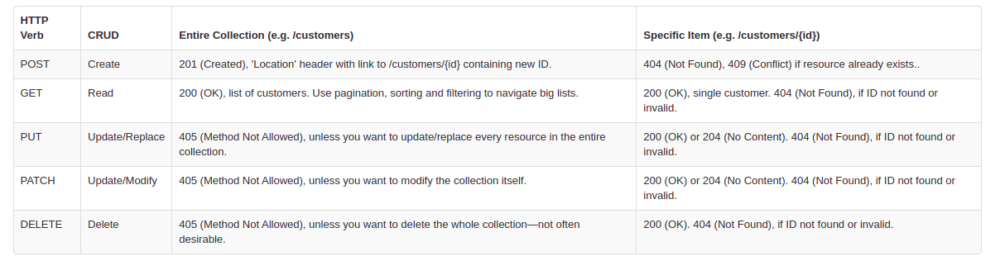 HTTP
Verb CRUD Entire Collection (e.g. /customers) Specific Item (e.g. /customers/{id})
POST Create 201 (Created), 'Location' header with link to /customers/{id} containing new ID. 404 (Not Found), 409 (Conflict) if resource already exists..
GET Read 200 (OK), list of customers. Use pagination, sorting and filtering to navigate big lists. 200 (OK), single customer. 404 (Not Found), if ID not found or
invalid.
PUT Update/Replace 405 (Method Not Allowed), unless you want to update/replace every resource in the entire
collection.
200 (OK) or 204 (No Content). 404 (Not Found), if ID not found or
invalid.
PATCH Update/Modify 405 (Method Not Allowed), unless you want to modify the collection itself. 200 (OK) or 204 (No Content). 404 (Not Found), if ID not found or
invalid.
DELETE Delete 405 (Method Not Allowed), unless you want to delete the whole collection—not often
desirable.
200 (OK). 404 (Not Found), if ID not found or invalid.